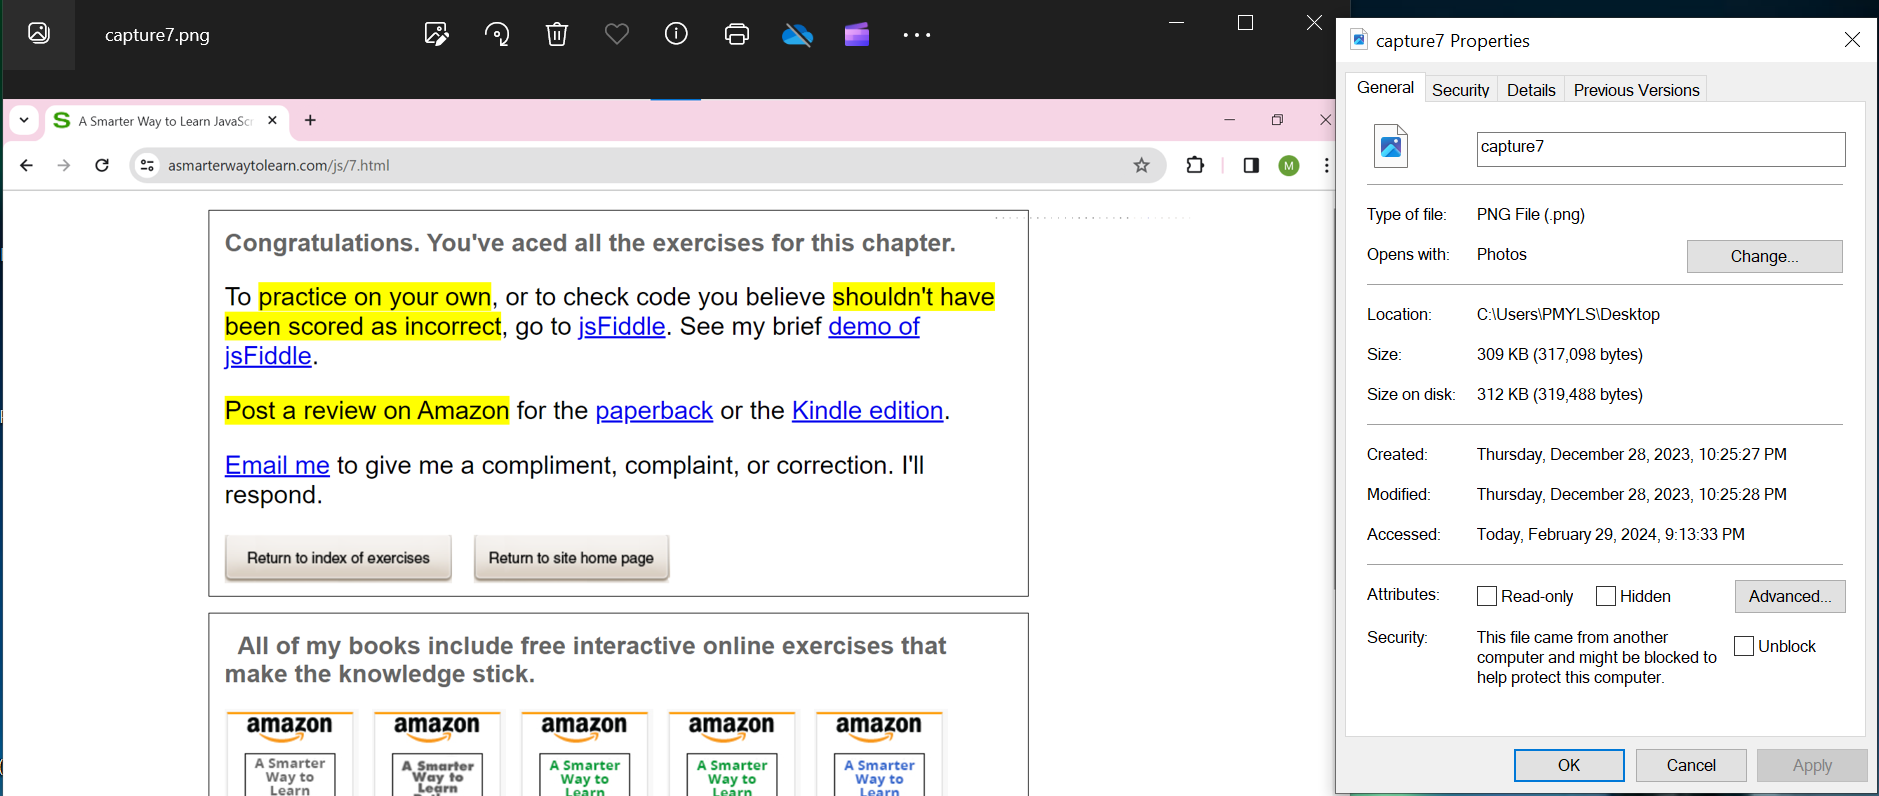 capture7.png
A Smarter Way to Learn JavaSc
asmarterwaytolearn.com/js/7.html
M
Congratulations. You've aced all the exercises for this chapter.
To practice on your own, or to check code you believe shouldn't have
been scored as incorrect, go to jsFiddle. See my brief demo of
jsFiddle.
Post a review on Amazon for the paperback or the Kindle edition.
Email me to give me a compliment, complaint, or correction. I'll
respond.
Return to index of exercises
Return to site home page
All of my books include free interactive online exercises that
make the knowledge stick.
amazon amazon amazon amazon amazon
A Smarter A Smarter A Smarter A Smarter A Smarter
Way to Way to Way to Way to Way to
Learn Learn Learn Learn Learn
capture7 Properties
General Security Details Previous Versions
capture7
Type of file: PNG File (.png)
Opens with: Photos Change...
Location: C:\Users\PMYLS\Desktop
Size: 309 KB (317,098 bytes)
Size on disk: 312 KB (319,488 bytes)
Created: Thursday, December 28, 2023, 10:25:27 PM
Modified: Thursday, December 28, 2023, 10:25:28 PM
Accessed: Today, February 29, 2024, 9:13:33 PM
Attributes: Read-only Hidden Advanced...
Security: This file came from another
computer and might be blocked to
help protect this computer.
Unblock
OK Cancel Apply